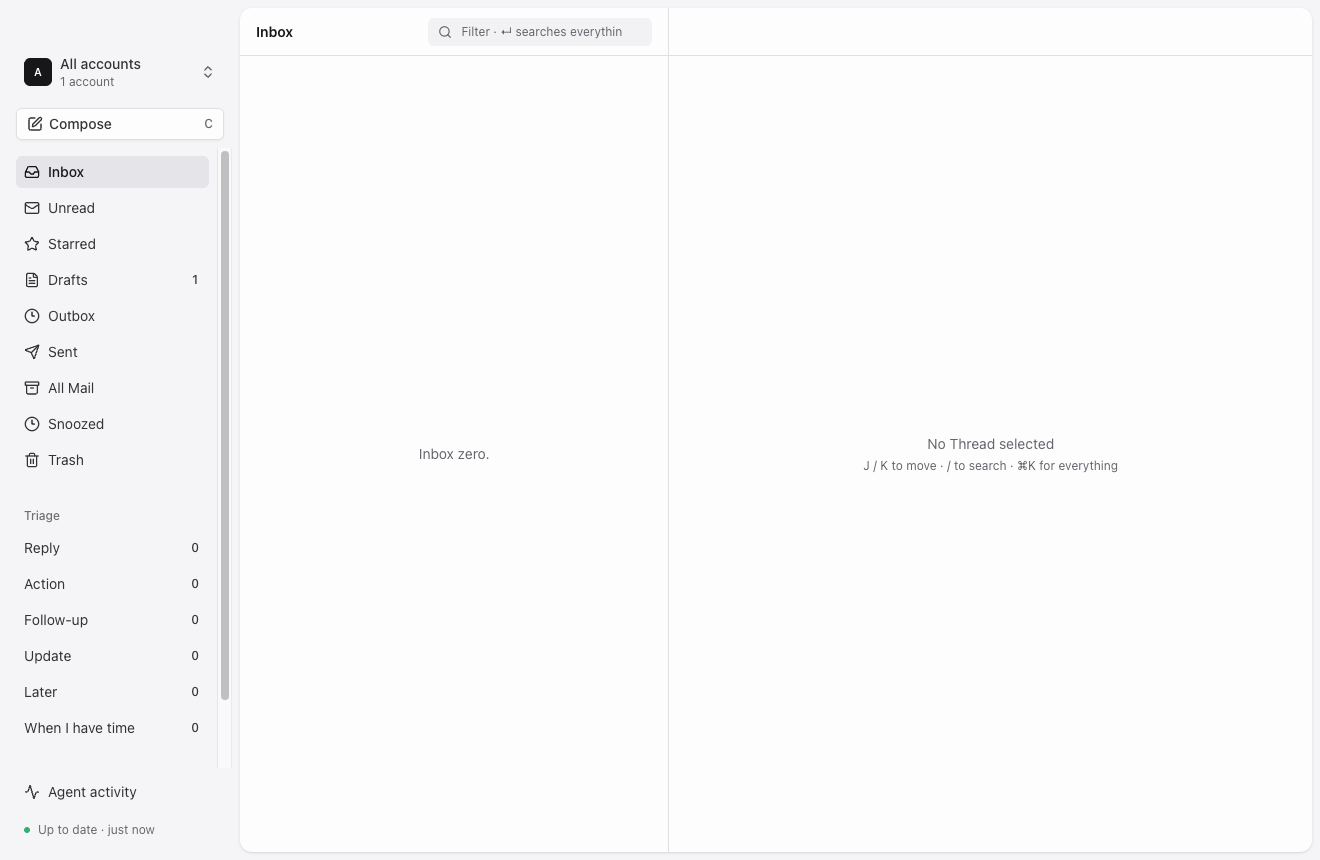 A
All accounts
1 account
Compose
C
Inbox
Unread
Starred
Drafts
1
Outbox
Sent
All Mail
Snoozed
Trash
Triage
Reply
0
Action
0
Follow-up
0
Update
0
Later
0
When I have time
0
Agent activity
Up to date · just now
Inbox
Filter · ↵ searches everythin
Inbox zero.
No Thread selected
J / K to move · / to search · ⌘K for everything